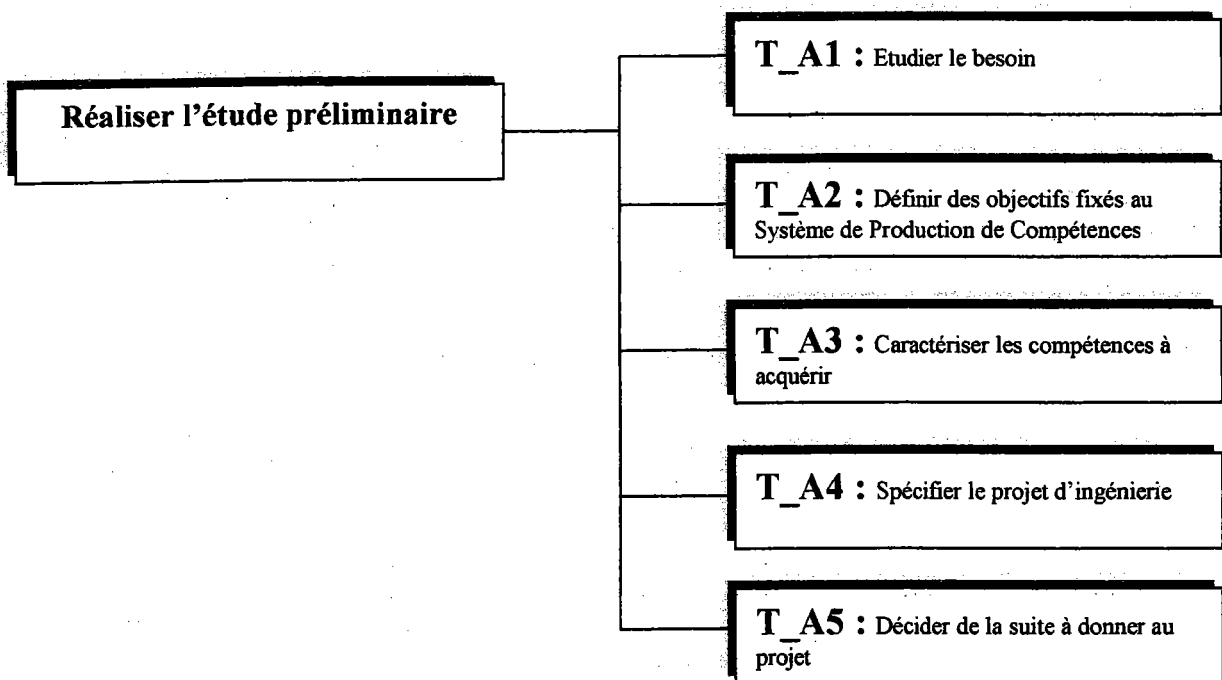 Réaliser l'étude préliminaire
T_A1 : Etudier le besoin
T_A2 : Définir des objectifs fixés au
Système de Production de Compétences
T_A3 : Caractériser les compétences à
acquérir
T_A4 : Spécifier le projet d'ingénierie
T_A5 : Décider de la suite à donner au
projet